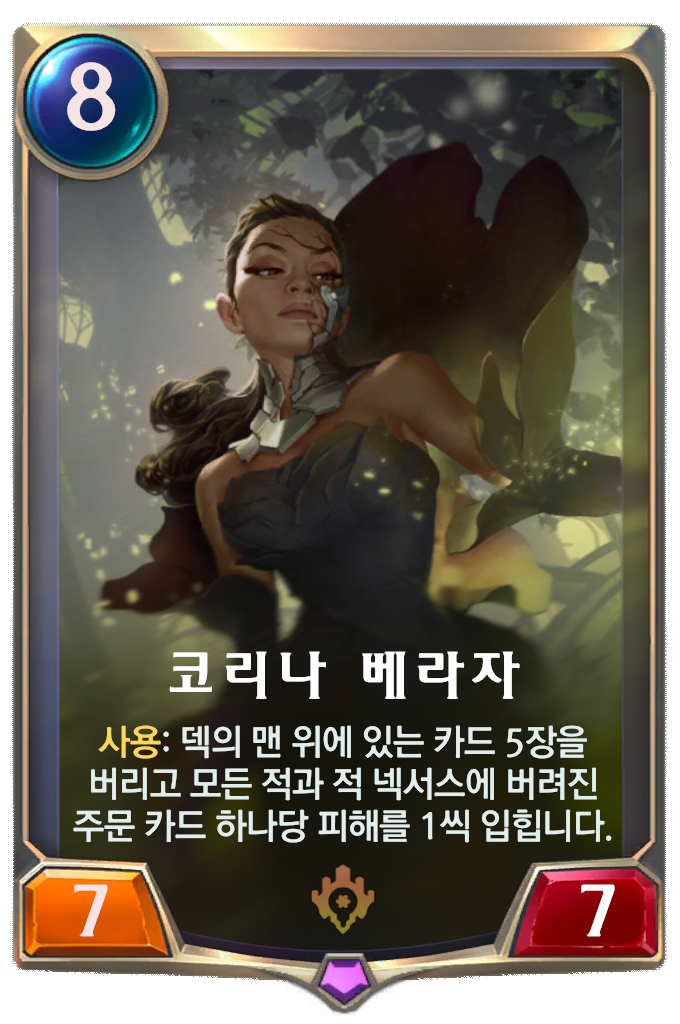 8
코리나 베라자
사용: 덱의 맨 위에 있는 카드 5장을
버리고 모든 적과 적 넥서스에 버려진
주문 카드 하나당 피해를 1씩 입힙니다.
7
7